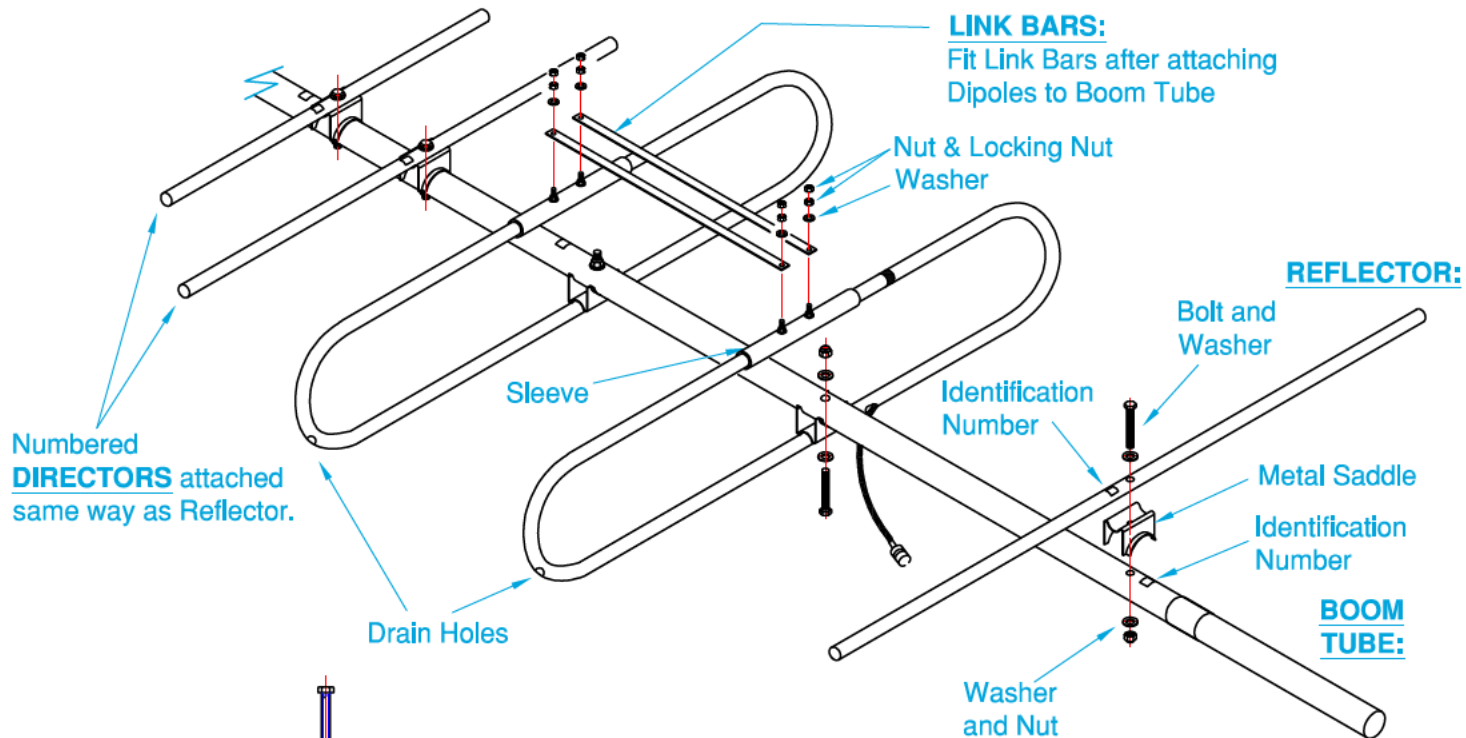 LINK BARS:
Fit Link Bars after attaching
Dipoles to Boom Tube
Nut & Locking Nut
Washer
REFLECTOR:
Bolt and
Washer
Identification
Number
Sleeve
Numbered
DIRECTORS attached
same way as Reflector.
Metal Saddle
Identification
Number
Drain Holes
BOOM
TUBE:
Washer
and Nut